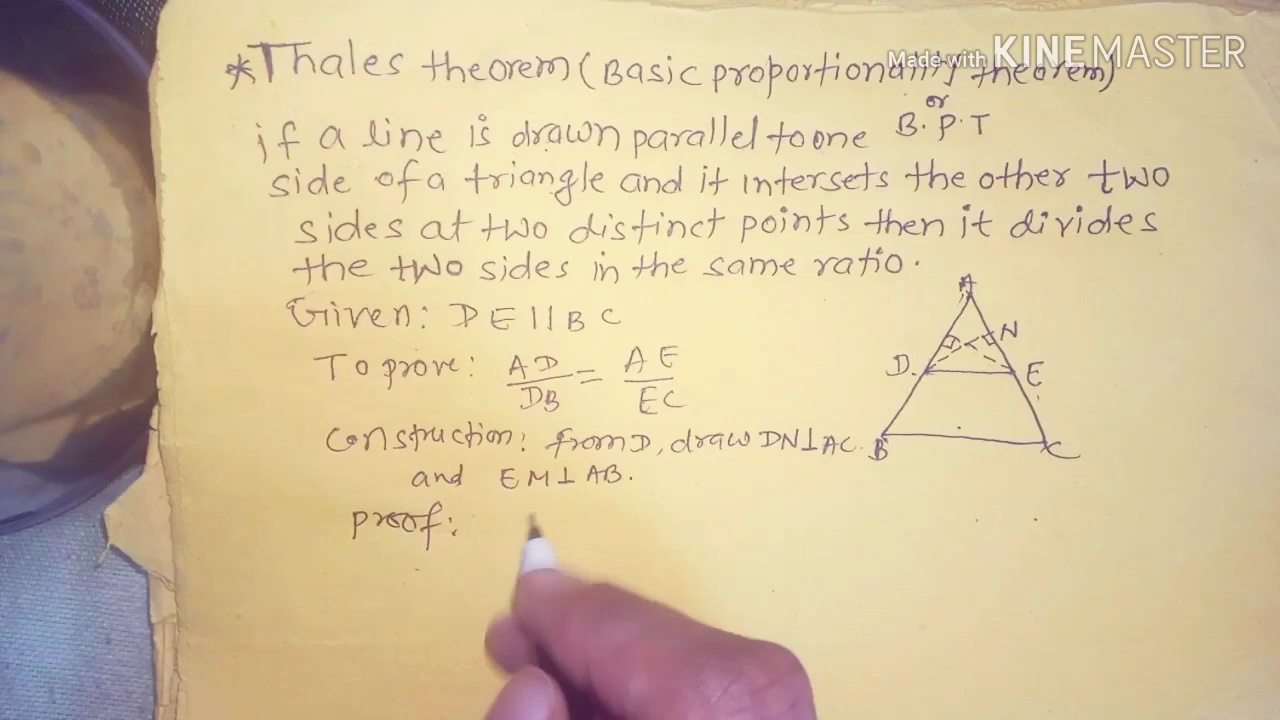 Made with KINEMASTER
*Thales theorem (Basic proportionality theorem)
or
B.P.T
if a line is drawn parallel to one
side of a triangle and it intersets the other two
sides at two distinct points then it divides
the two sides in the same ratio.
Given: DE || BC
To prove: AD/DB = AE/EC
Construction: from D, draw DN⊥AC.
and EM⊥AB.
Proof:
A
N
D.
E
B
C